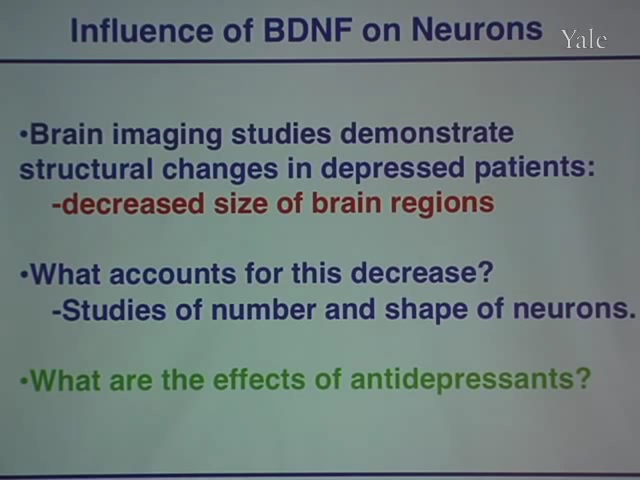 Influence of BDNF on Neurons
Yale
•Brain imaging studies demonstrate
structural changes in depressed patients:
-decreased size of brain regions
•What accounts for this decrease?
-Studies of number and shape of neurons.
•What are the effects of antidepressants?